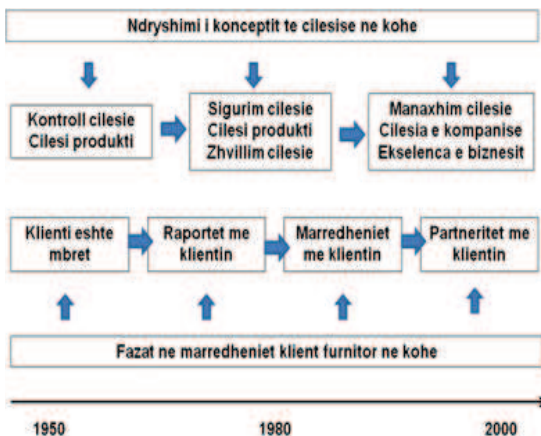 Ndryshimi i konceptit te cilesise ne kohe
Kontroll cilesie
Cilesi produkti
Sigurim cilesie
Cilesi produkti
Zhvillim cilesie
Manaxhim cilesie
Cilesia e kompanise
Ekselenca e biznesit
Klienti eshte
mbret
Raportet me
klientin
Marredheniet
me klientin
Partneritet me
klientin
Fazat ne marredheniet klient furnitor ne kohe
1950
1980
2000